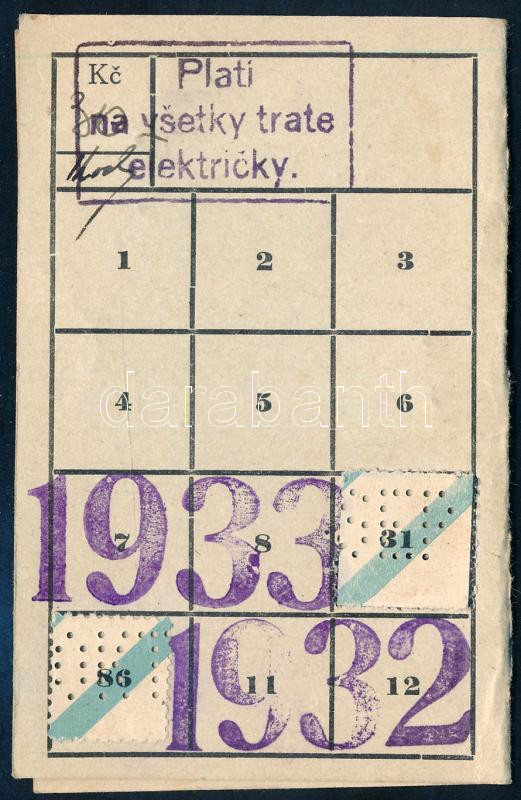 Kč
Platí
na všetky trate
električky.
1 2 3
4 5 6
7 8 31
1933
86 11 12
1932
darabanth